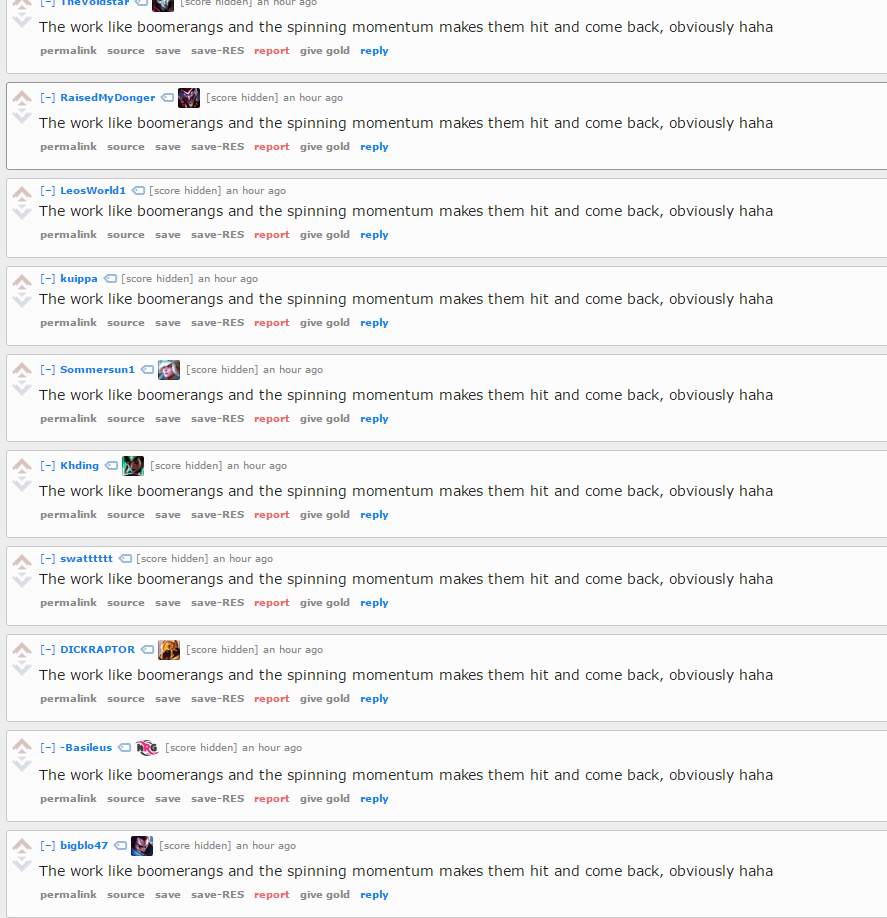 [–] TheVoidstar [score hidden] an hour ago
The work like boomerangs and the spinning momentum makes them hit and come back, obviously haha
permalink source save save-RES report give gold reply
[–] RaisedMyDonger [score hidden] an hour ago
The work like boomerangs and the spinning momentum makes them hit and come back, obviously haha
permalink source save save-RES report give gold reply
[–] LeosWorld1 [score hidden] an hour ago
The work like boomerangs and the spinning momentum makes them hit and come back, obviously haha
permalink source save save-RES report give gold reply
[–] kuippa [score hidden] an hour ago
The work like boomerangs and the spinning momentum makes them hit and come back, obviously haha
permalink source save save-RES report give gold reply
[–] Sommersun1 [score hidden] an hour ago
The work like boomerangs and the spinning momentum makes them hit and come back, obviously haha
permalink source save save-RES report give gold reply
[–] Khding [score hidden] an hour ago
The work like boomerangs and the spinning momentum makes them hit and come back, obviously haha
permalink source save save-RES report give gold reply
[–] swatttttt [score hidden] an hour ago
The work like boomerangs and the spinning momentum makes them hit and come back, obviously haha
permalink source save save-RES report give gold reply
[–] DICKRAPTOR [score hidden] an hour ago
The work like boomerangs and the spinning momentum makes them hit and come back, obviously haha
permalink source save save-RES report give gold reply
[–] -Basileus NRG [score hidden] an hour ago
The work like boomerangs and the spinning momentum makes them hit and come back, obviously haha
permalink source save save-RES report give gold reply
[–] bigblo47 [score hidden] an hour ago
The work like boomerangs and the spinning momentum makes them hit and come back, obviously haha
permalink source save save-RES report give gold reply